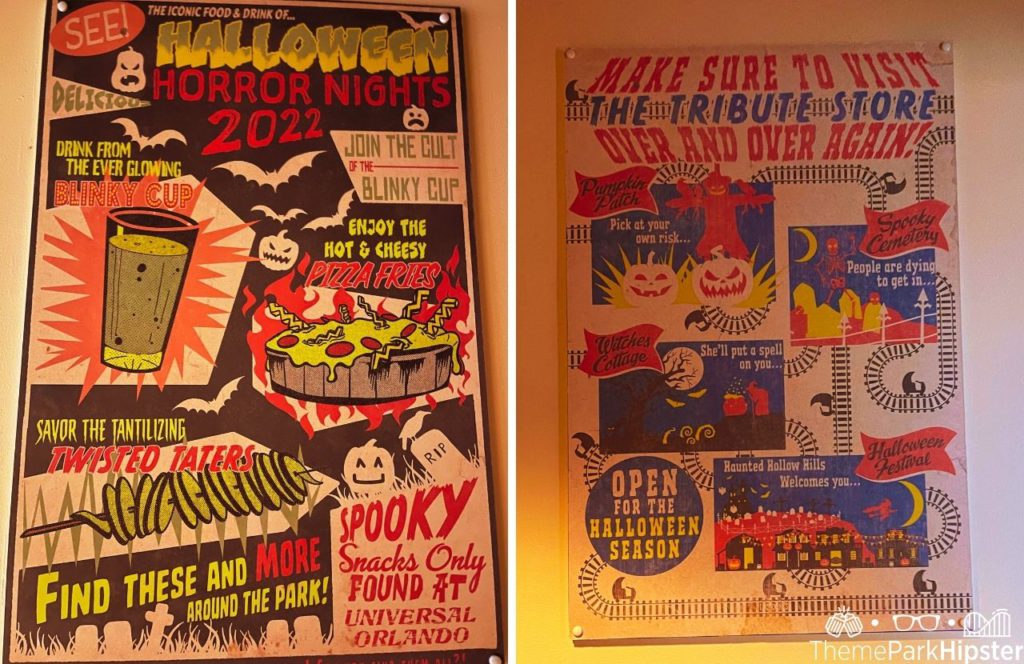 SEE!
THE ICONIC FOOD & DRINK OF...
HALLOWEEN
HORROR NIGHTS
2022
DELICIOUS
DRINK FROM
THE EVER GLOWING
BLINKY CUP
JOIN THE CULT
OF THE
BLINKY CUP
ENJOY THE
HOT & CHEESY
PIZZA FRIES
SAVOR THE TANTILIZING
TWISTED TATERS
RIP
FIND THESE AND MORE
AROUND THE PARK!
SPOOKY
Snacks Only
FOUND AT
UNIVERSAL
ORLANDO
MAKE SURE TO VISIT
THE TRIBUTE STORE
OVER AND OVER AGAIN!
Pumpkin
Patch
Pick at your
own risk...
Spooky
Cemetery
People are dying
to get in...
Witches
Cottage
She'll put a spell
on you...
Halloween
Festival
Haunted Hollow Hills
Welcomes you...
OPEN
FOR THE
HALLOWEEN
SEASON
ThemeParkHipster